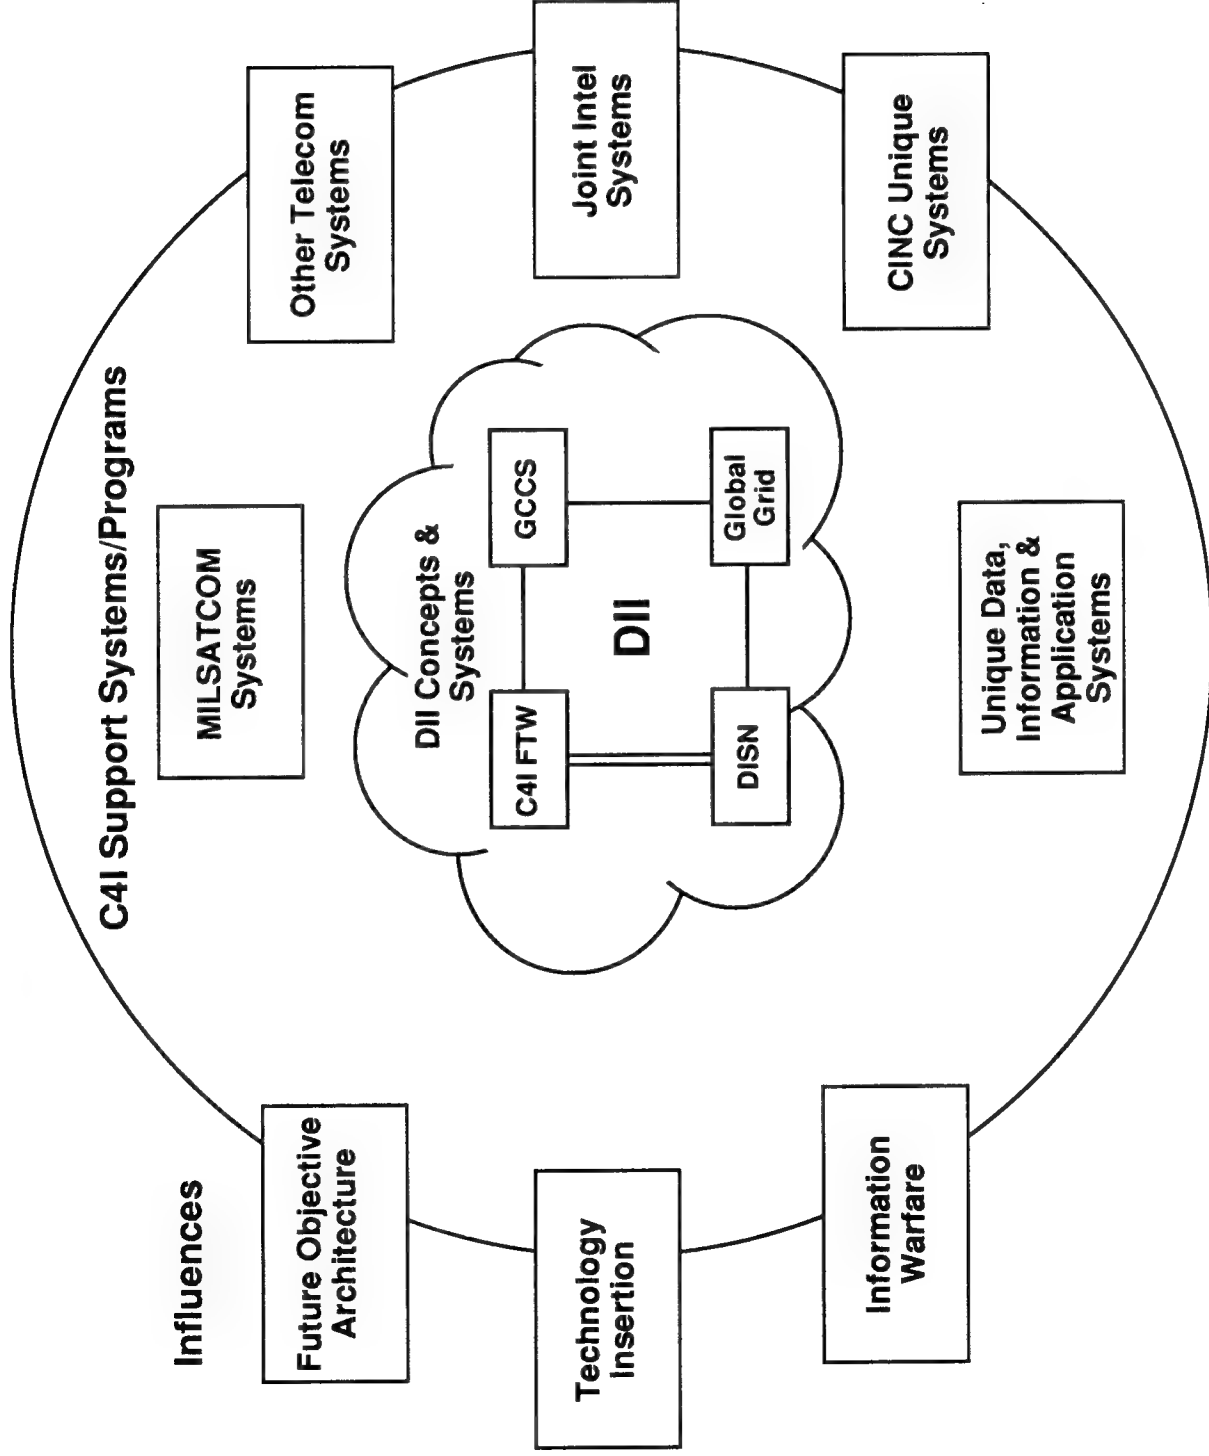 C4I Support Systems/Programs
Influences
Future Objective
Architecture
Technology
Insertion
Information
Warfare
MILSATCOM
Systems
DII Concepts &
Systems
C4I FTW
GCCS
DII
DISN
Global
Grid
Unique Data,
Information &
Application
Systems
Other Telecom
Systems
Joint Intel
Systems
CINC Unique
Systems